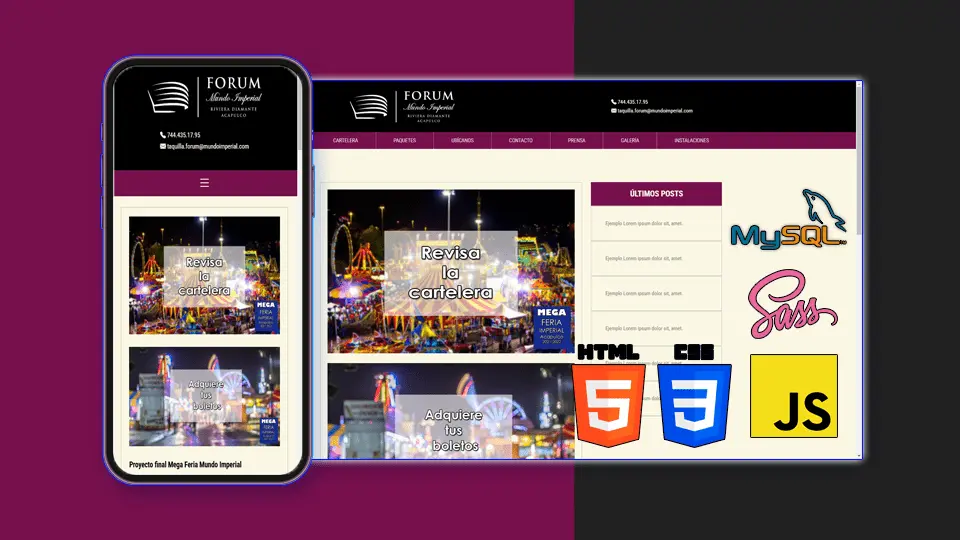 FORUM
Mundo Imperial
RIVIERA DIAMANTE
ACAPULCO
744.435.17.95
taquilla.forum@mundoimperial.com
Revisa
la
cartelera
MEGA
FERIA
IMPERIAL
Adquiere
tus
boletos
MEGA
FERIA
IMPERIAL
Proyecto final Mega Feria Mundo Imperial
FORUM
Mundo Imperial
RIVIERA DIAMANTE
ACAPULCO
744.435.17.95
taquilla.forum@mundoimperial.com
CARTELERA
PAQUETES
UBÍCANOS
CONTACTO
PRENSA
GALERÍA
INSTALACIONES
Revisa
la
cartelera
MEGA
FERIA
IMPERIAL
Adquiere
tus
boletos
ÚLTIMOS POSTS
Ejemplo Lorem ipsum dolor sit, amet.
Ejemplo Lorem ipsum dolor sit, amet.
Ejemplo Lorem ipsum dolor sit, amet.
Ejemplo Lorem ipsum dolor sit, amet.
HTML
5
CSS
3
MySQL
Sass
JS